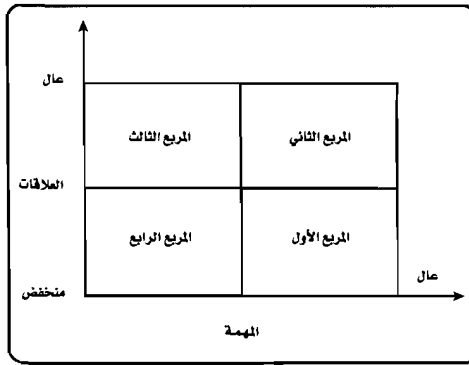 عال
المربع الثاني
المربع الثالث
العلاقات
المربع الأول
المربع الرابع
عال
منخفض
المهمة